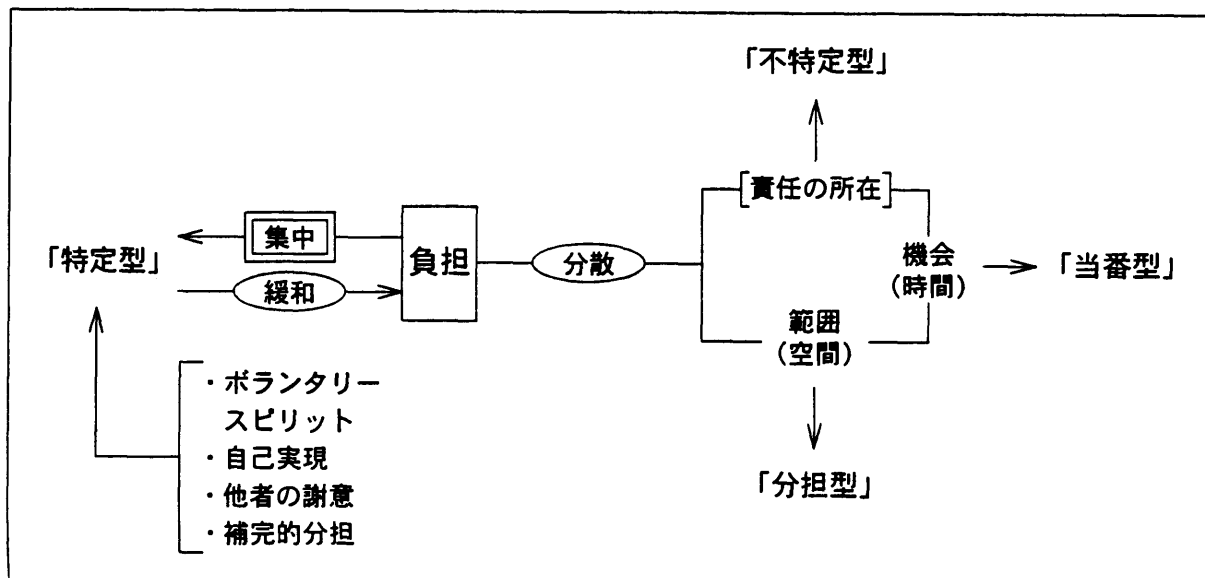 「不特定型」
[責任の所在]
集中
「特定型」
負担
分散
機会
(時間)
「当番型」
緩和
範囲
(空間)
・ボランタリー
スピリット
・自己実現
・他者の謝意
・補完的分担
「分担型」